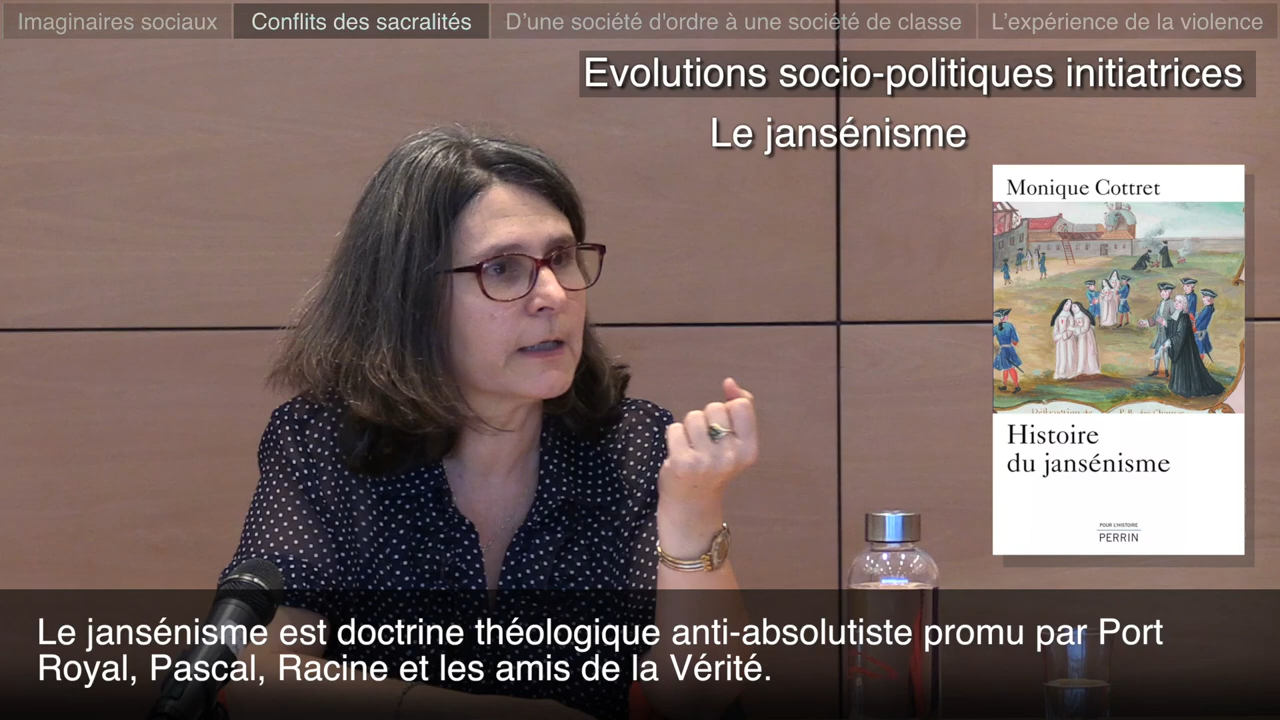 Imaginaires sociaux
Conflits des sacralités
D'une société d'ordre à une société de classe
L'expérience de la violence
Evolutions socio-politiques initiatrices
Le jansénisme
Monique Cottret
Histoire
du jansénisme
POUR L'HISTOIRE
PERRIN
Le jansénisme est doctrine théologique anti-absolutiste promu par Port
Royal, Pascal, Racine et les amis de la Vérité.